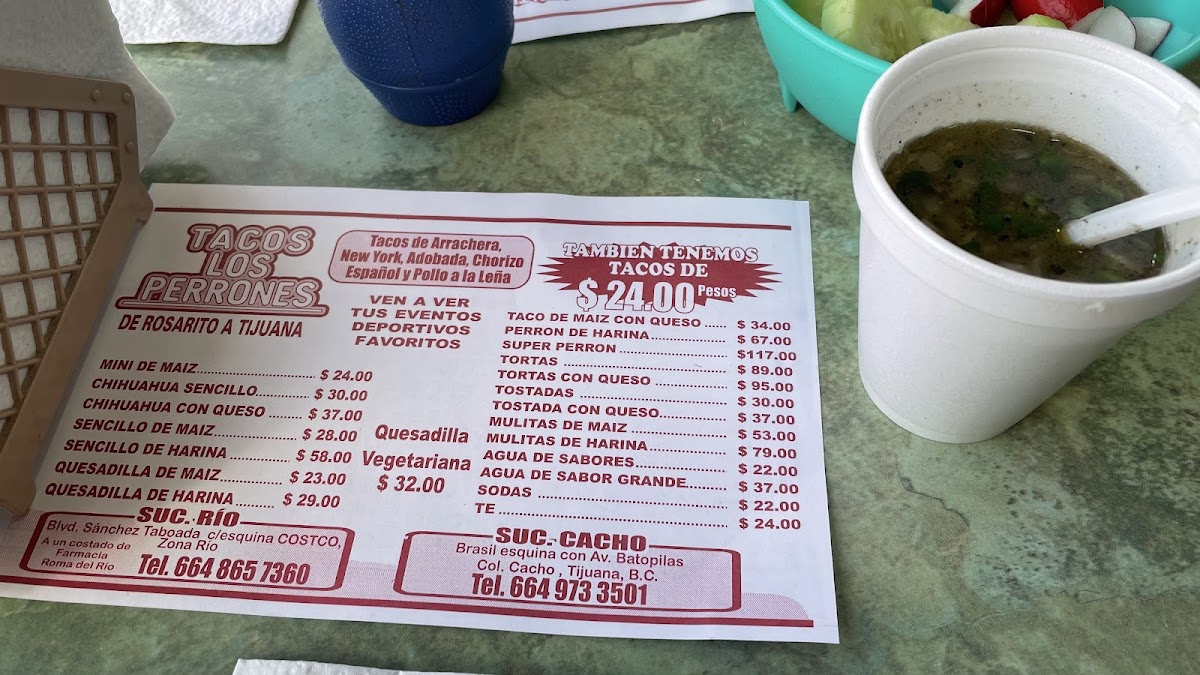 TACOS
LOS
PERRONES
DE ROSARITO A TIJUANA
Tacos de Arrachera,
New York, Adobada, Chorizo
Español y Pollo a la Leña
VEN A VER
TUS EVENTOS
DEPORTIVOS
FAVORITOS
TAMBIEN TENEMOS
TACOS DE
$ 24.00 Pesos
MINI DE MAIZ.............................. $ 24.00
CHIHUAHUA SENCILLO............. $ 30.00
CHIHUAHUA CON QUESO ......... $ 37.00
SENCILLO DE MAIZ..................... $ 28.00
SENCILLO DE HARINA ............... $ 58.00
QUESADILLA DE MAIZ............... $ 23.00
QUESADILLA DE HARINA .......... $ 29.00
Quesadilla
Vegetariana
$ 32.00
TACO DE MAIZ CON QUESO ...... $ 34.00
PERRON DE HARINA................... $ 67.00
SUPER PERRON ........................... $117.00
TORTAS ......................................... $ 89.00
TORTAS CON QUESO .................. $ 95.00
TOSTADAS ..................................... $ 30.00
TOSTADA CON QUESO................ $ 37.00
MULITAS DE MAIZ ........................ $ 53.00
MULITAS DE HARINA ................... $ 79.00
AGUA DE SABORES...................... $ 22.00
AGUA DE SABOR GRANDE.......... $ 37.00
SODAS ............................................ $ 22.00
TE .................................................... $ 24.00
SUC. RÍO
Blvd. Sánchez Taboada c/esquina COSTCO,
Zona Río
A un costado de
Farmacia
Roma del Río
Tel. 664 865 7360
SUC. CACHO
Brasil esquina con Av. Batopilas
Col. Cacho , Tijuana, B.C.
Tel. 664 973 3501